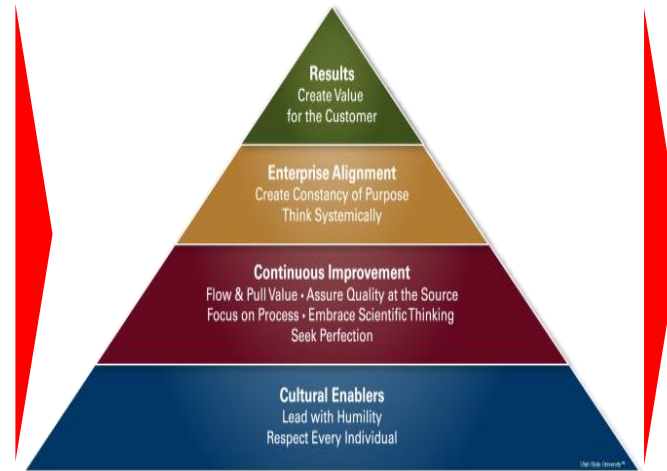 Results
Create Value
for the Customer
Enterprise Alignment
Create Constancy of Purpose
Think Systemically
Continuous Improvement
Flow & Pull Value • Assure Quality at the Source
Focus on Process • Embrace Scientific Thinking
Seek Perfection
Cultural Enablers
Lead with Humility
Respect Every Individual
Utah State University